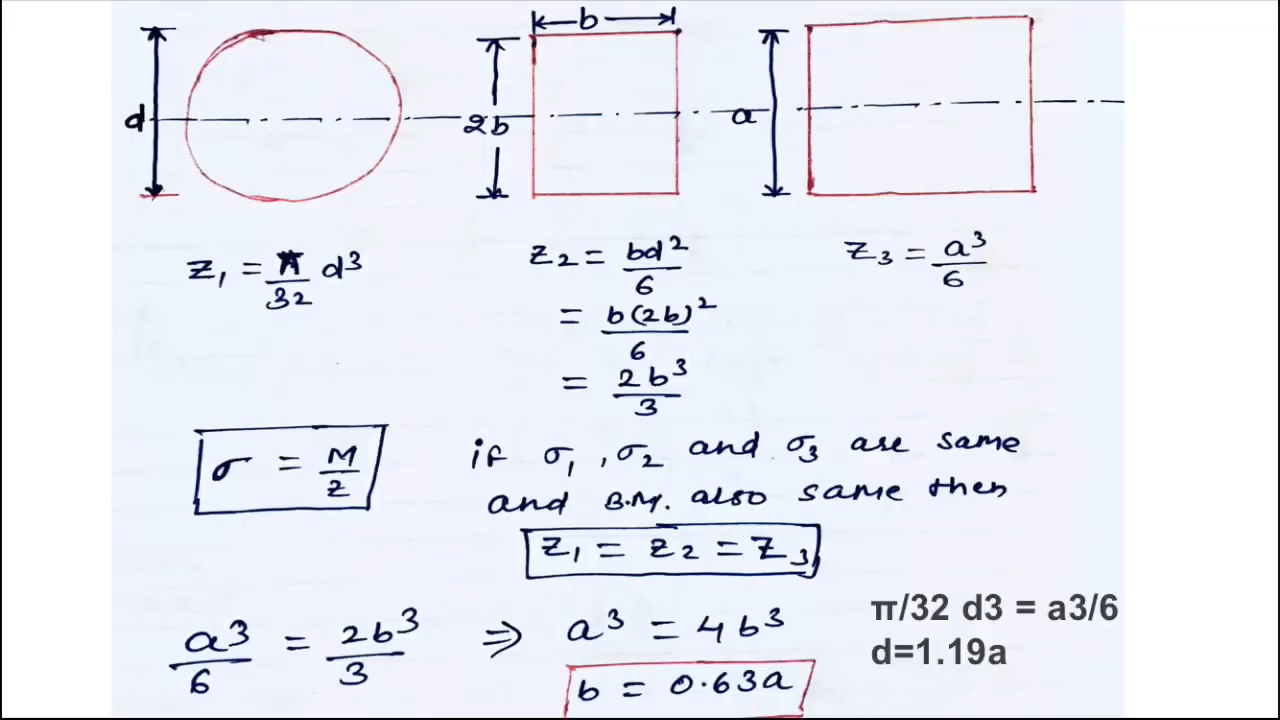 b
d
2b
a
Z1 = π/32 d³
Z2 = bd²/6
= b(2b)²/6
= 2b³/3
Z3 = a³/6
σ = M/Z
if σ1, σ2 and σ3 are same
and B.M. also same then
Z1 = Z2 = Z3
a³/6 = 2b³/3 ⇒ a³ = 4b³
b = 0.63a
π/32 d3 = a3/6
d=1.19a